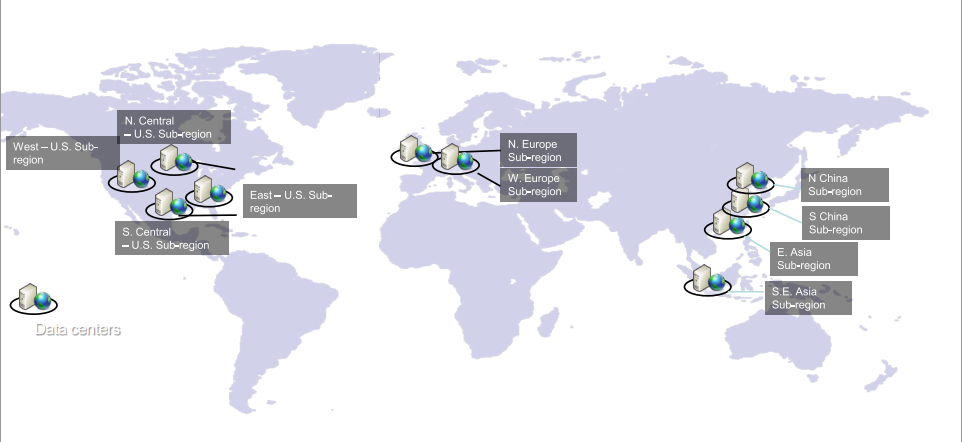 N. Central
– U.S. Sub-region
West – U.S. Sub-
region
N. Europe
Sub-region
W. Europe
Sub-region
East – U.S. Sub-
region
N China
Sub-region
S China
Sub-region
S. Central
– U.S. Sub-region
E. Asia
Sub-region
S.E. Asia
Sub-region
Data centers